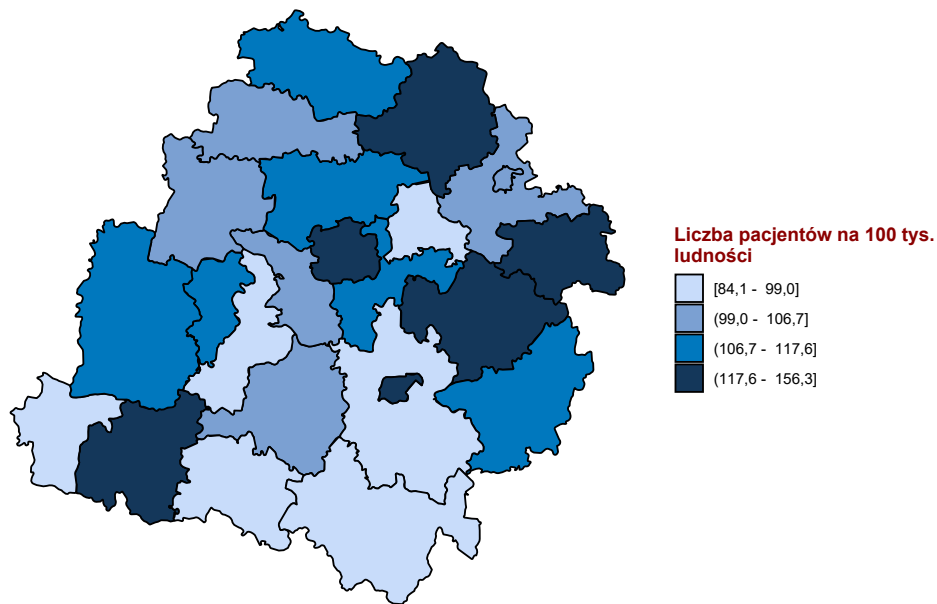 Liczba pacjentów na 100 tys.
ludności
[84,1 - 99,0]
(99,0 - 106,7]
(106,7 - 117,6]
(117,6 - 156,3]